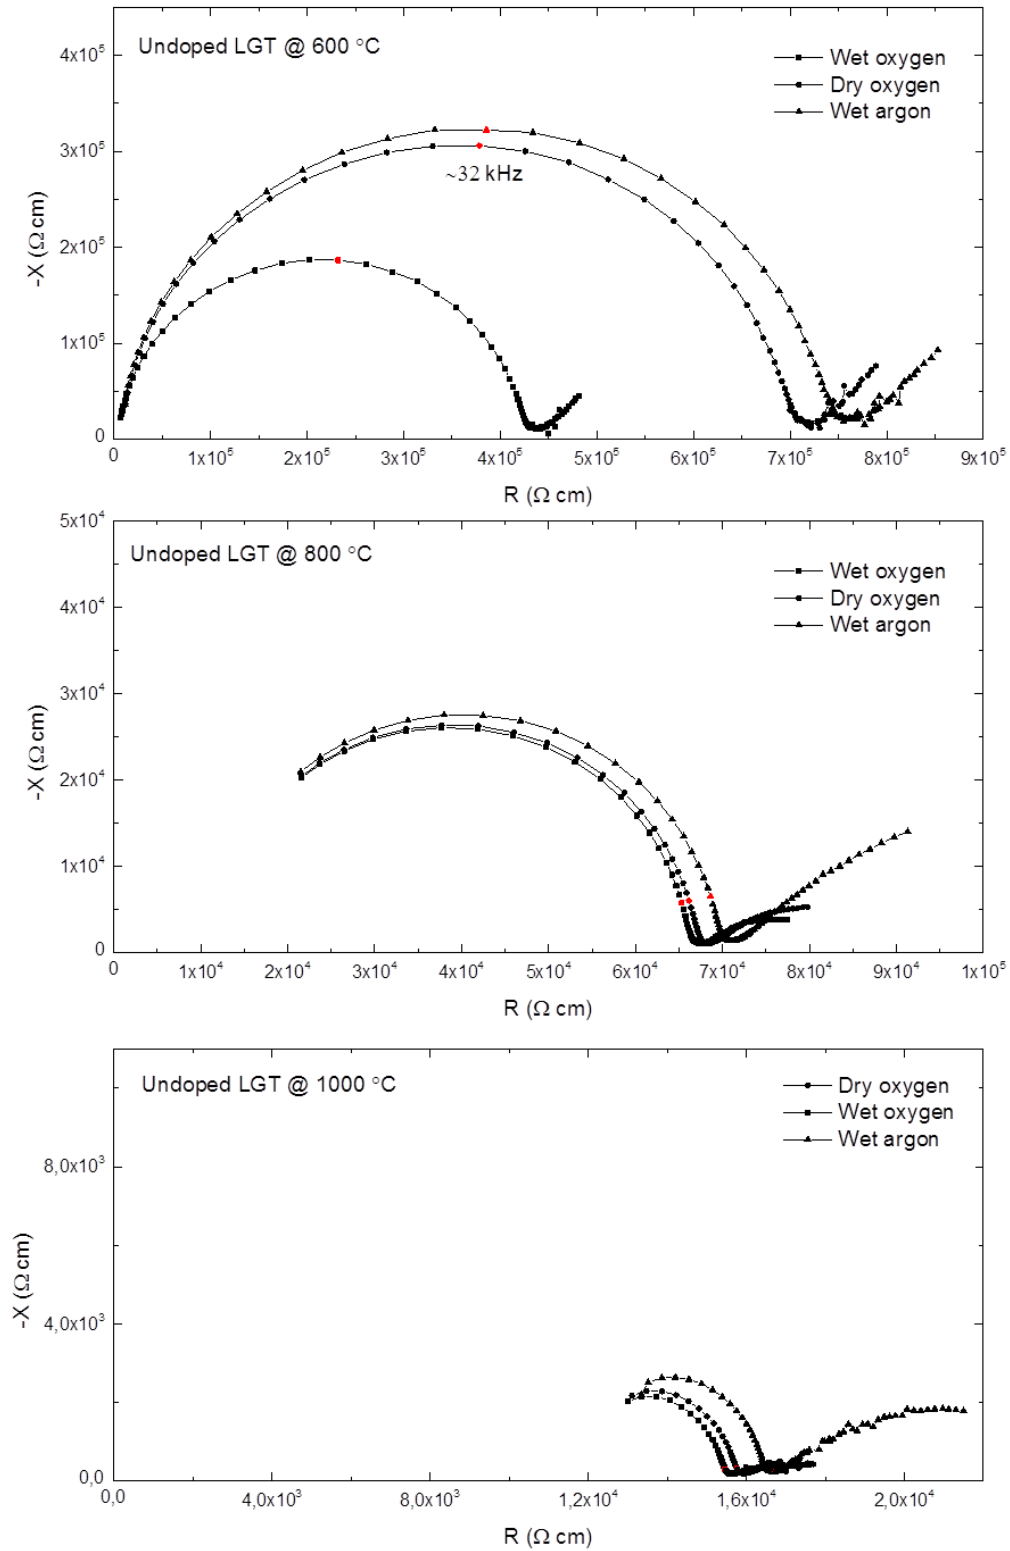 Undoped LGT @ 600 °C
Wet oxygen
Dry oxygen
Wet argon
~32 kHz
4x10⁵
3x10⁵
2x10⁵
1x10⁵
0
-X (Ω cm)
0 1x10⁵ 2x10⁵ 3x10⁵ 4x10⁵ 5x10⁵ 6x10⁵ 7x10⁵ 8x10⁵ 9x10⁵
R (Ω cm)
Undoped LGT @ 800 °C
Wet oxygen
Dry oxygen
Wet argon
5x10⁴
4x10⁴
3x10⁴
2x10⁴
1x10⁴
0
-X (Ω cm)
0 1x10⁴ 2x10⁴ 3x10⁴ 4x10⁴ 5x10⁴ 6x10⁴ 7x10⁴ 8x10⁴ 9x10⁴ 1x10⁵
R (Ω cm)
Undoped LGT @ 1000 °C
Dry oxygen
Wet oxygen
Wet argon
8,0x10³
4,0x10³
0,0
-X (Ω cm)
0,0 4,0x10³ 8,0x10³ 1,2x10⁴ 1,6x10⁴ 2,0x10⁴
R (Ω cm)